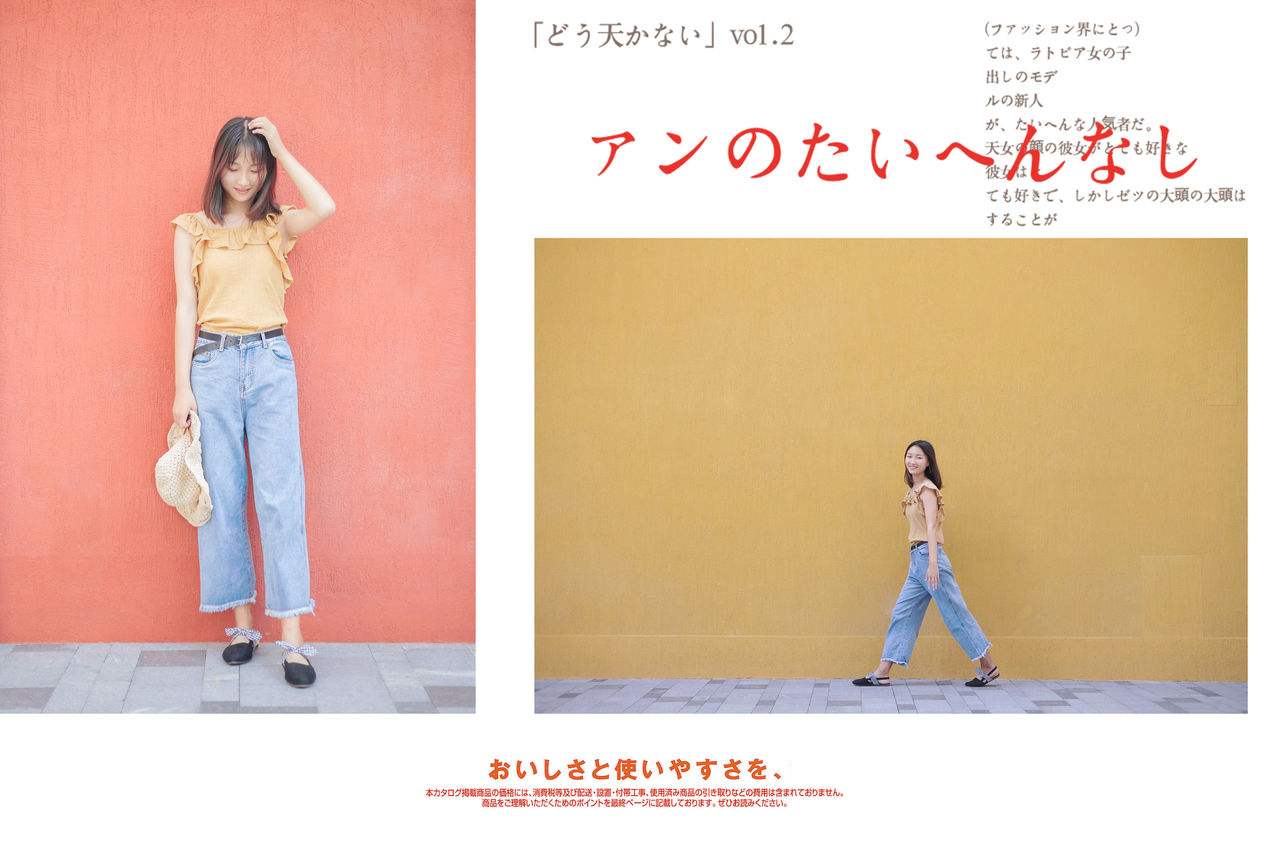 「どう天かない」vol.2
(ファッション界にとつ)
ては、ラトビア女の子
出しのモデ
ルの新人
が、たいへんな人気者だ。
天女の顔の彼女がとても好きな
彼女は
ても好きで、しかしゼツの大頭の大頭は
することが
アンのたいへんなし
おいしさと使いやすさを、
本カタログ掲載商品の価格には、消費税等及び配送・設置・付帯工事、使用済み商品の引き取りなどの費用は含まれておりません。
商品をご理解いただくためのポイントを最終ページに記載しております。ぜひお読みください。